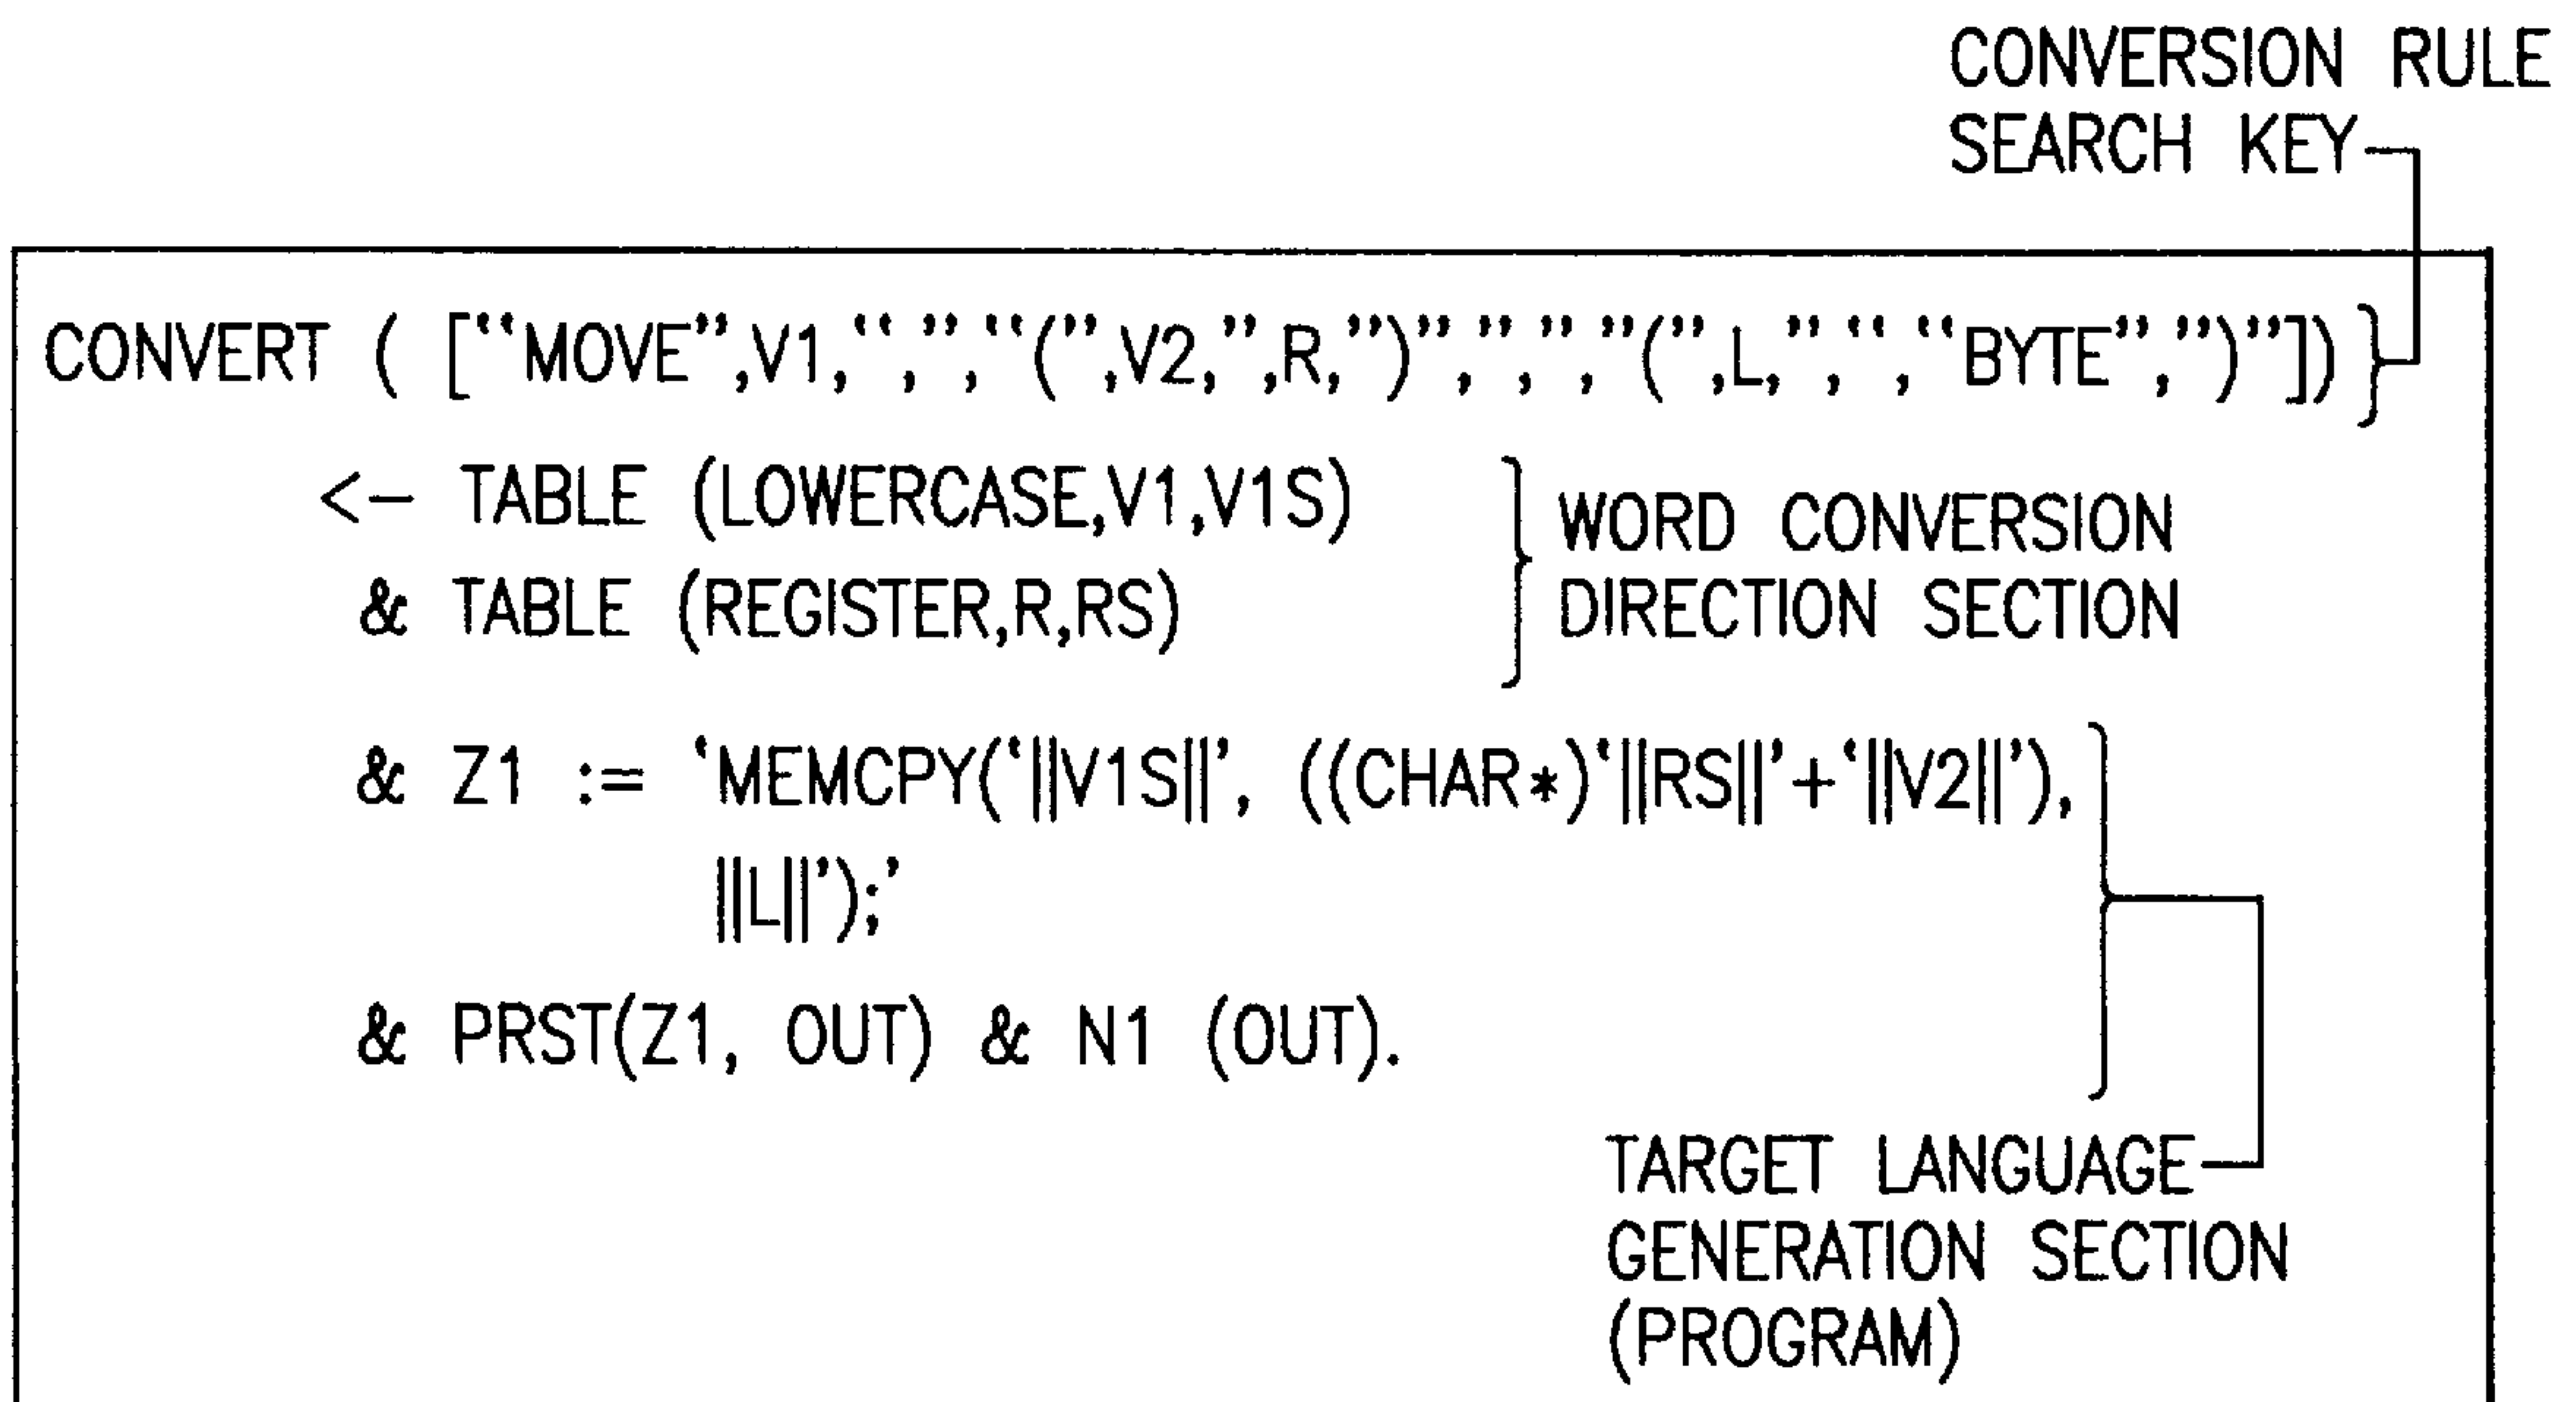 CONVERSION RULE
SEARCH KEY
CONVERT ( [“MOVE”,V1,“,”,“(”,V2,”,R,”)”,”,”,”(”,L,”,“,“BYTE”,”)”])
<– TABLE (LOWERCASE,V1,V1S)
& TABLE (REGISTER,R,RS)
WORD CONVERSION
DIRECTION SECTION
& Z1 := ‘MEMCPY(‘||V1S||’, ((CHAR*)‘||RS||’+‘||V2||’),
||L||’);’
& PRST(Z1, OUT) & N1 (OUT).
TARGET LANGUAGE
GENERATION SECTION
(PROGRAM)